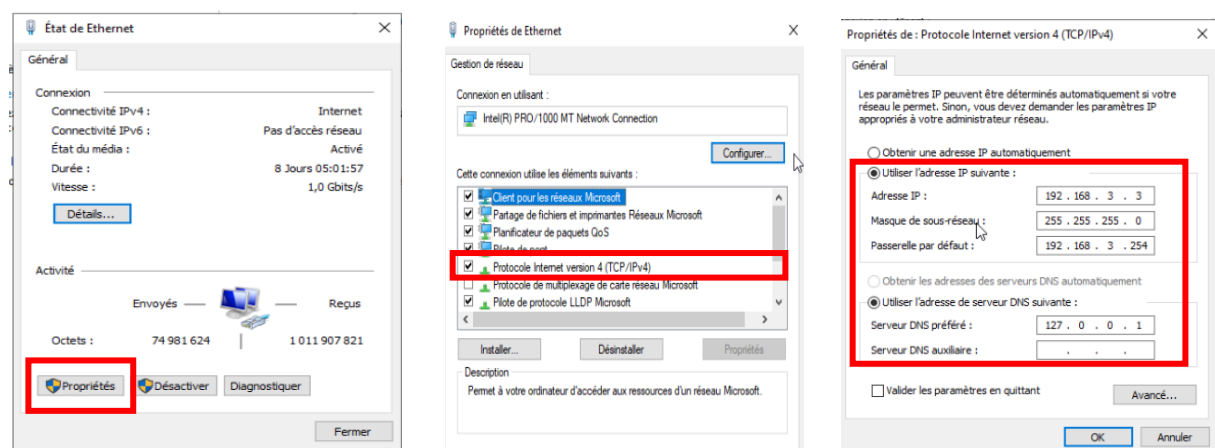 État de Ethernet
Général
Connexion
Connectivité IPv4 : Internet
Connectivité IPv6 : Pas d'accès réseau
État du média : Activé
Durée : 8 Jours 05:01:57
Vitesse : 1,0 Gbits/s
Détails...
Activité
Envoyés — Reçus
Octets : 74 981 624 1 011 907 821
Propriétés Désactiver Diagnostiquer
Fermer
Propriétés de Ethernet
Gestion de réseau
Connexion en utilisant :
Intel(R) PRO/1000 MT Network Connection
Configurer...
Cette connexion utilise les éléments suivants :
Client pour les réseaux Microsoft
Partage de fichiers et imprimantes Réseaux Microsoft
Planificateur de paquets QoS
Pilote de pont
Protocole Internet version 4 (TCP/IPv4)
Protocole de multiplexage de carte réseau Microsoft
Pilote de protocole LLDP Microsoft
Installer... Désinstaller Propriétés
Description
Permet à votre ordinateur d'accéder aux ressources d'un réseau Microsoft.
Propriétés de : Protocole Internet version 4 (TCP/IPv4)
Général
Les paramètres IP peuvent être déterminés automatiquement si votre
réseau le permet. Sinon, vous devez demander les paramètres IP
appropriés à votre administrateur réseau.
Obtenir une adresse IP automatiquement
Utiliser l'adresse IP suivante :
Adresse IP : 192 . 168 . 3 . 3
Masque de sous-réseau : 255 . 255 . 255 . 0
Passerelle par défaut : 192 . 168 . 3 . 254
Obtenir les adresses des serveurs DNS automatiquement
Utiliser l'adresse de serveur DNS suivante :
Serveur DNS préféré : 127 . 0 . 0 . 1
Serveur DNS auxiliaire : . . .
Valider les paramètres en quittant
Avancé...
OK Annuler